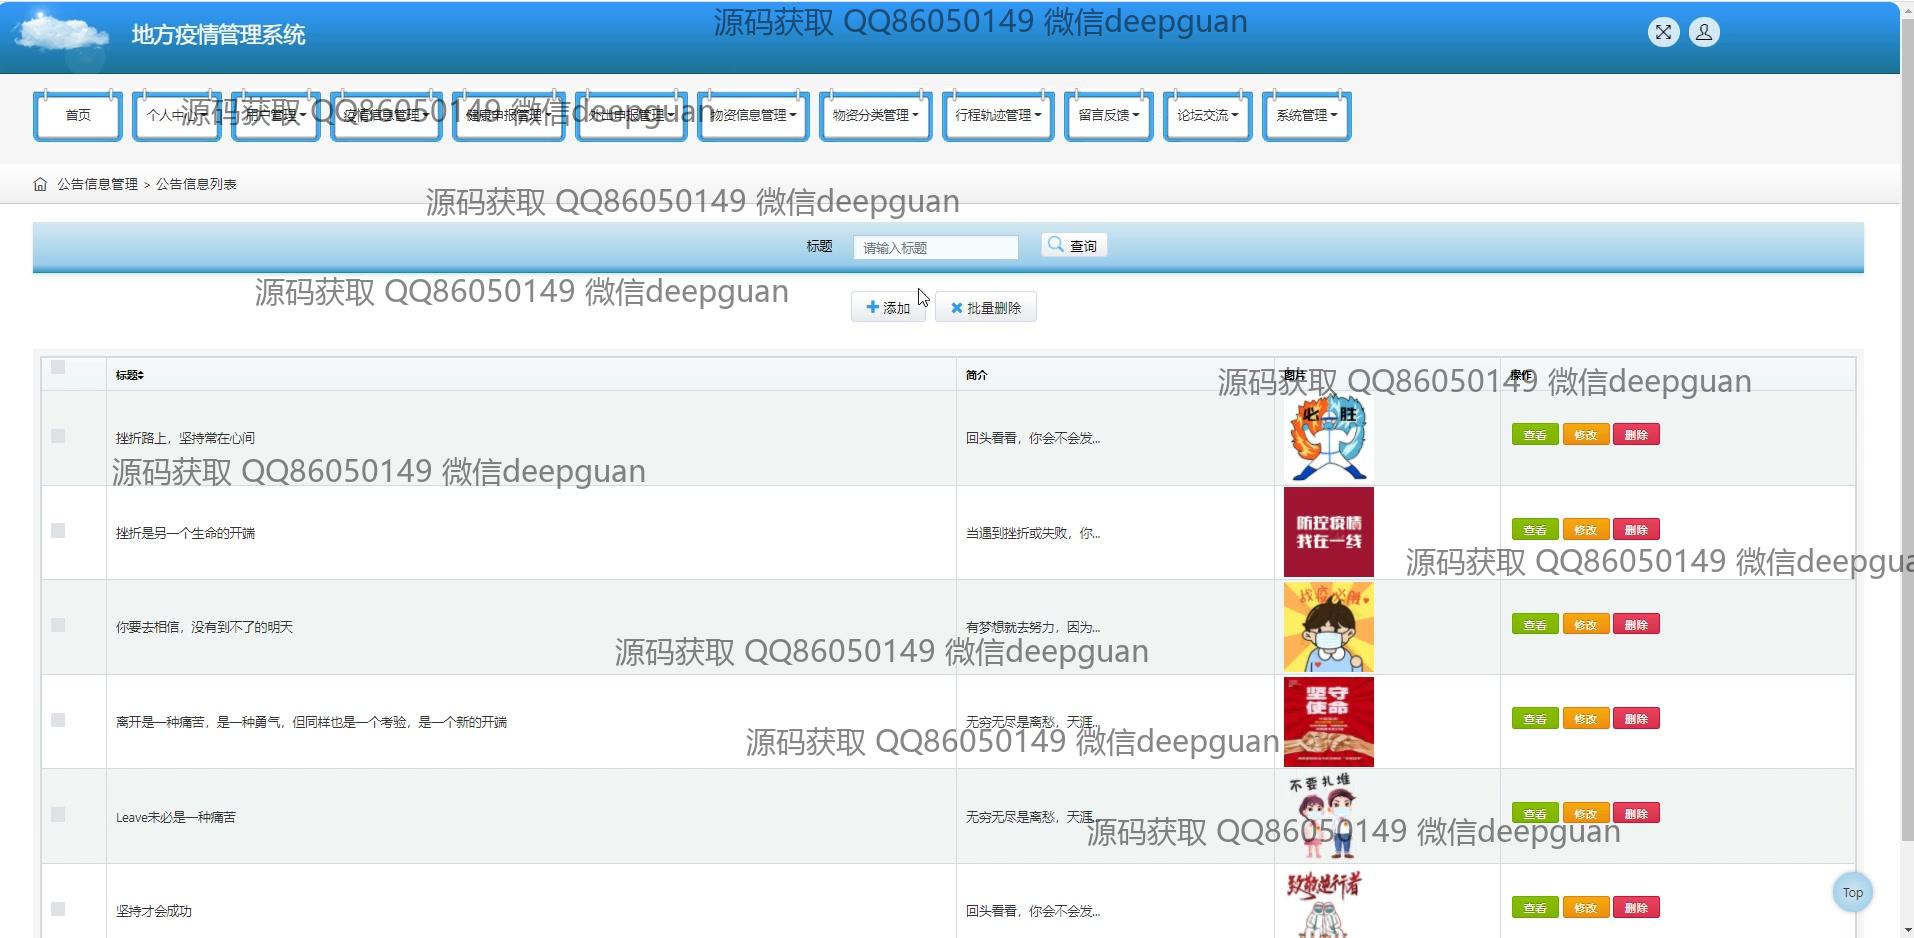 源码获取 QQ86050149 微信deepguan
地方疫情管理系统
首页 个人中心 用户管理 疫情信息管理 健康申报管理 外出申报管理 物资信息管理 物资分类管理 行程轨迹管理 留言反馈 论坛交流 系统管理
源码获取 QQ86050149 微信deepguan
公告信息管理 > 公告信息列表
源码获取 QQ86050149 微信deepguan
标题 请输入标题 查询
源码获取 QQ86050149 微信deepguan
添加 批量删除
标题 简介 图片 操作
源码获取 QQ86050149 微信deepguan
必胜
挫折路上，坚持常在心间 回头看看，你会不会发... 查看 修改 删除
源码获取 QQ86050149 微信deepguan
防控疫情
我在一线
挫折是另一个生命的开端 当遇到挫折或失败，你... 查看 修改 删除
源码获取 QQ86050149 微信deepgua
战疫必胜
你要去相信，没有到不了的明天 有梦想就去努力，因为... 查看 修改 删除
源码获取 QQ86050149 微信deepguan
坚守
使命
离开是一种痛苦，是一种勇气，但同样也是一个考验，是一个新的开端 无穷无尽是离愁，天涯... 查看 修改 删除
源码获取 QQ86050149 微信deepguan
不要扎堆
Leave未必是一种痛苦 无穷无尽是离愁，天涯... 查看 修改 删除
源码获取 QQ86050149 微信deepguan
致敬逆行者
坚持才会成功 回头看看，你会不会发... 查看 修改 删除
Top